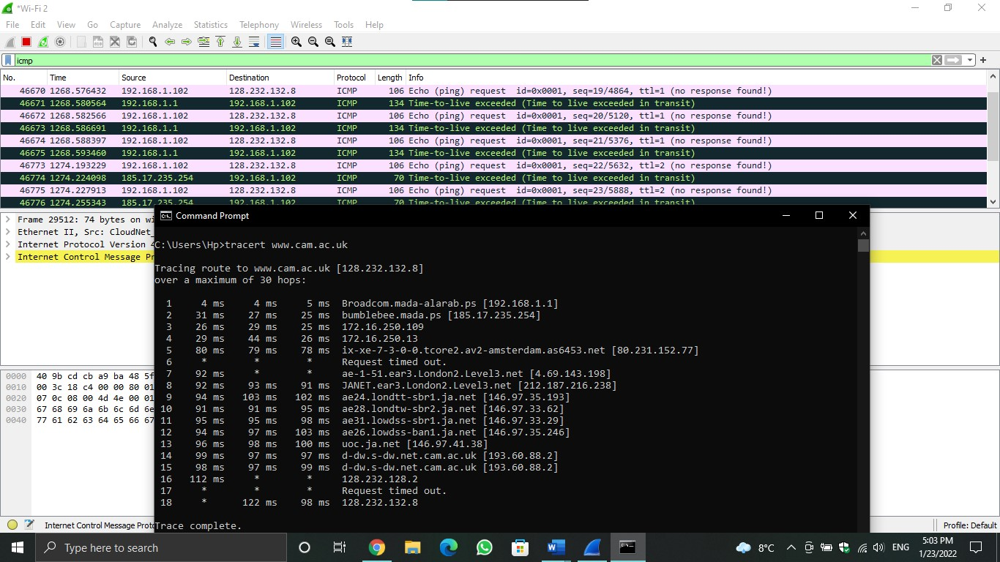 *Wi-Fi 2
File Edit View Go Capture Analyze Statistics Telephony Wireless Tools Help
icmp
No. Time Source Destination Protocol Length Info
46670 1268.576432 192.168.1.102 128.232.132.8 ICMP 106 Echo (ping) request id=0x0001, seq=19/4864, ttl=1 (no response found!)
46671 1268.580564 192.168.1.1 192.168.1.102 ICMP 134 Time-to-live exceeded (Time to live exceeded in transit)
46672 1268.582566 192.168.1.102 128.232.132.8 ICMP 106 Echo (ping) request id=0x0001, seq=20/5120, ttl=1 (no response found!)
46673 1268.586691 192.168.1.1 192.168.1.102 ICMP 134 Time-to-live exceeded (Time to live exceeded in transit)
46674 1268.588397 192.168.1.102 128.232.132.8 ICMP 106 Echo (ping) request id=0x0001, seq=21/5376, ttl=1 (no response found!)
46675 1268.593460 192.168.1.1 192.168.1.102 ICMP 134 Time-to-live exceeded (Time to live exceeded in transit)
46773 1274.193229 192.168.1.102 128.232.132.8 ICMP 106 Echo (ping) request id=0x0001, seq=22/5632, ttl=2 (no response found!)
46774 1274.224098 185.17.235.254 192.168.1.102 ICMP 70 Time-to-live exceeded (Time to live exceeded in transit)
46775 1274.227913 192.168.1.102 128.232.132.8 ICMP 106 Echo (ping) request id=0x0001, seq=23/5888, ttl=2 (no response found!)
46776 1274.255343 185.17.235.254 192.168.1.102 ICMP 70 Time-to-live exceeded (Time to live exceeded in transit)
Frame 29512: 74 bytes on wi
Ethernet II, Src: CloudNet_
Internet Protocol Version 4
Internet Control Message Pr
0000 40 9b cd cb a9 ba 48 5f
0010 00 3c 18 c4 00 00 80 01
0020 07 0c 08 00 4d 4e 00 01
0030 67 68 69 6a 6b 6c 6d 6e
0040 77 61 62 63 64 65 66 67
Command Prompt
C:\Users\Hp>tracert www.cam.ac.uk
Tracing route to www.cam.ac.uk [128.232.132.8]
over a maximum of 30 hops:
1 4 ms 4 ms 5 ms Broadcom.mada-alarab.ps [192.168.1.1]
2 31 ms 27 ms 25 ms bumblebee.mada.ps [185.17.235.254]
3 26 ms 29 ms 25 ms 172.16.250.109
4 29 ms 44 ms 26 ms 172.16.250.13
5 80 ms 79 ms 78 ms ix-xe-7-3-0-0.tcore2.av2-amsterdam.as6453.net [80.231.152.77]
6 * * * Request timed out.
7 92 ms * * ae-1-51.ear3.London2.Level3.net [4.69.143.198]
8 92 ms 93 ms 91 ms JANET.ear3.London2.Level3.net [212.187.216.238]
9 94 ms 103 ms 102 ms ae24.londtt-sbr1.ja.net [146.97.35.193]
10 91 ms 91 ms 95 ms ae28.londtw-sbr2.ja.net [146.97.33.62]
11 95 ms 95 ms 98 ms ae31.lowdss-sbr1.ja.net [146.97.33.29]
12 94 ms 97 ms 103 ms ae26.lowdss-ban1.ja.net [146.97.35.246]
13 96 ms 98 ms 100 ms uoc.ja.net [146.97.41.38]
14 99 ms 97 ms 97 ms d-dw.s-dw.net.cam.ac.uk [193.60.88.2]
15 98 ms 97 ms 99 ms d-dw.s-dw.net.cam.ac.uk [193.60.88.2]
16 112 ms * * 128.232.128.2
17 * * * Request timed out.
18 * 122 ms 98 ms 128.232.132.8
Trace complete.
Internet Control Message Proto
Profile: Default
Type here to search
8°C
ENG
5:03 PM
1/23/2022